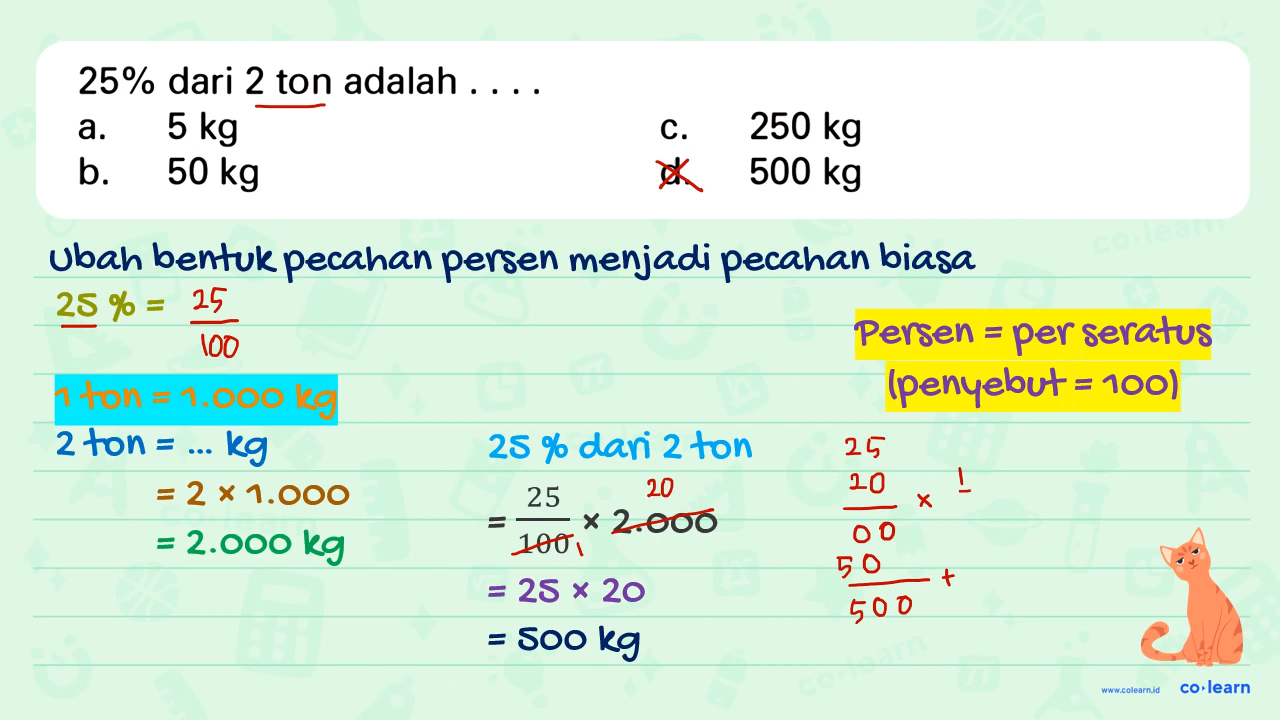 25% dari 2 ton adalah . . . .
a. 5 kg c. 250 kg
b. 50 kg d. 500 kg
Ubah bentuk pecahan persen menjadi pecahan biasa
25 % = 25/100
Persen = per seratus
(penyebut = 100)
1 ton = 1.000 kg
2 ton = ... kg
= 2 × 1.000
= 2.000 kg
25 % dari 2 ton
20
= 25/100 × 2.000
1
= 25 × 20
= 500 kg
25
20 ×
1
00
50
+
500
www.colearn.id co‣learn